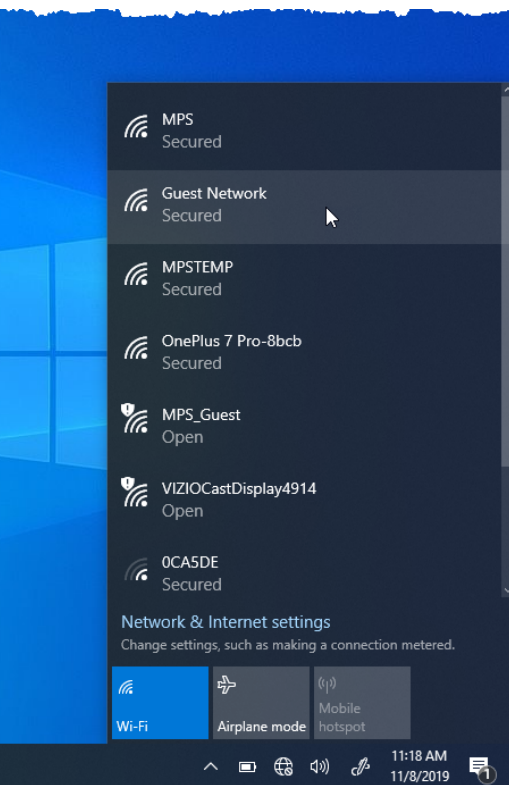 MPS
Secured
Guest Network
Secured
MPSTEMP
Secured
OnePlus 7 Pro-8bcb
Secured
MPS_Guest
Open
VIZIOCastDisplay4914
Open
0CA5DE
Secured
Network & Internet settings
Change settings, such as making a connection metered.
Wi-Fi
Airplane mode
Mobile
hotspot
11:18 AM
11/8/2019
1